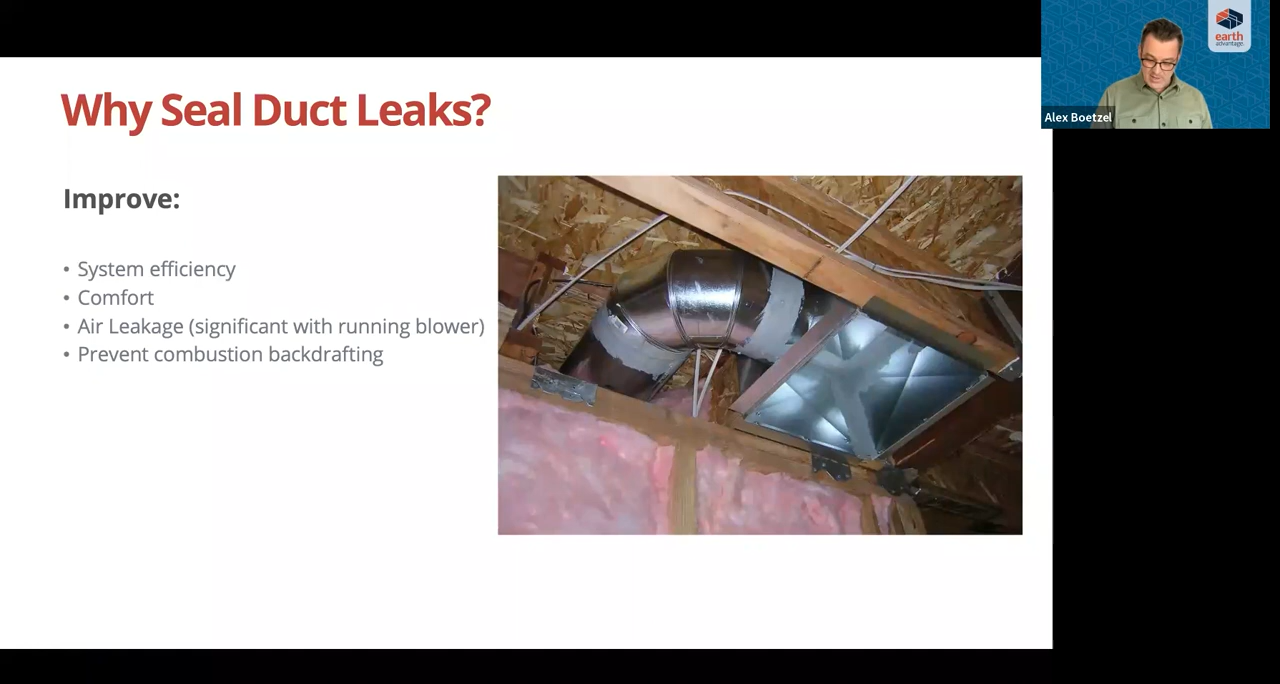 Why Seal Duct Leaks?
Improve:
• System efficiency
• Comfort
• Air Leakage (significant with running blower)
• Prevent combustion backdrafting
earth
advantage
Alex Boetzel